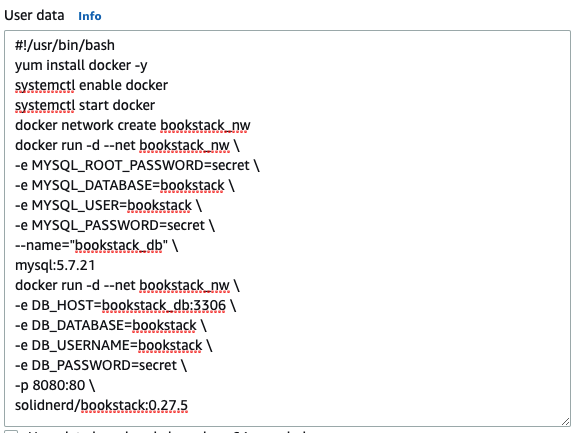 User data Info
#!/usr/bin/bash
yum install docker -y
systemctl enable docker
systemctl start docker
docker network create bookstack_nw
docker run -d --net bookstack_nw \
-e MYSQL_ROOT_PASSWORD=secret \
-e MYSQL_DATABASE=bookstack \
-e MYSQL_USER=bookstack \
-e MYSQL_PASSWORD=secret \
--name="bookstack_db" \
mysql:5.7.21
docker run -d --net bookstack_nw \
-e DB_HOST=bookstack_db:3306 \
-e DB_DATABASE=bookstack \
-e DB_USERNAME=bookstack \
-e DB_PASSWORD=secret \
-p 8080:80 \
solidnerd/bookstack:0.27.5